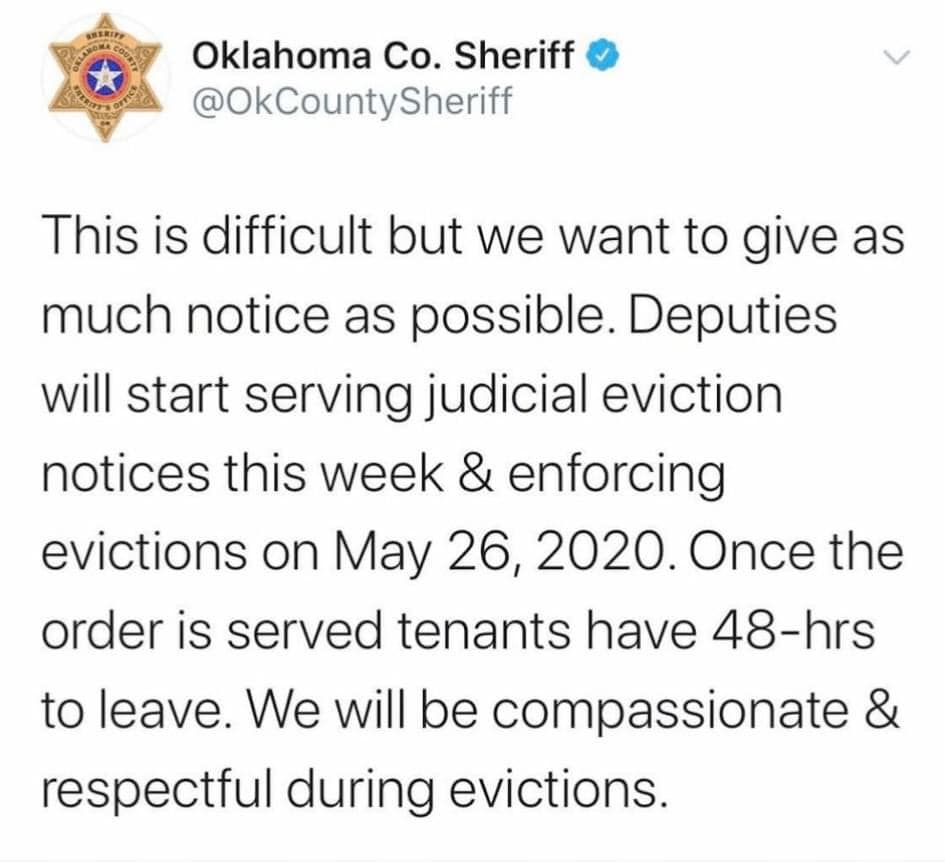 SHERIFF
OKLAHOMA COUNTY
SHERIFF'S OFFICE
Oklahoma Co. Sheriff
@OkCountySheriff
This is difficult but we want to give as
much notice as possible. Deputies
will start serving judicial eviction
notices this week & enforcing
evictions on May 26, 2020. Once the
order is served tenants have 48-hrs
to leave. We will be compassionate &
respectful during evictions.